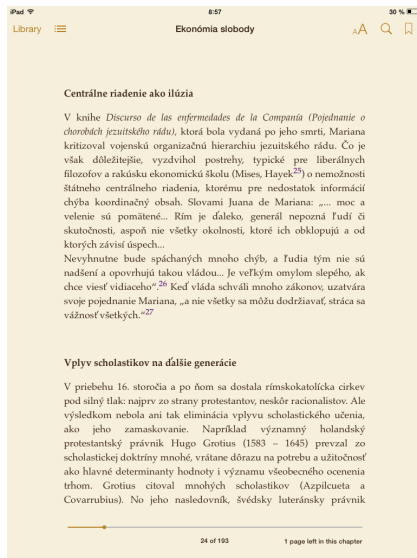 iPad 8:57 30 %
Library Ekonómia slobody AA
Centrálne riadenie ako ilúzia
V knihe Discurso de las enfermedades de la Companía (Pojednanie o
chorobách jezuitského rádu), ktorá bola vydaná po jeho smrti, Mariana
kritizoval vojenskú organizačnú hierarchiu jezuitského rádu. Čo je
však dôležitejšie, vyzdvihol postrehy, typické pre liberálnych
filozofov a rakúsku ekonomickú školu (Mises, Hayek25) o nemožnosti
štátneho centrálneho riadenia, ktorému pre nedostatok informácií
chýba koordinačný obsah. Slovami Juana de Mariana: „... moc a
velenie sú pomätené... Rím je ďaleko, generál nepozná ľudí či
skutočnosti, aspoň nie všetky okolnosti, ktoré ich obklopujú a od
ktorých závisí úspech...
Nevyhnutne bude spáchaných mnoho chýb, a ľudia tým nie sú
nadšení a opovrhujú takou vládou... Je veľkým omylom slepého, ak
chce viesť vidiaceho“.26 Keď vláda schváli mnoho zákonov, uzatvára
svoje pojednanie Mariana, „a nie všetky sa môžu dodržiavať, stráca sa
vážnosť všetkých.“27
Vplyv scholastikov na ďalšie generácie
V priebehu 16. storočia a po ňom sa dostala rímskokatolícka cirkev
pod silný tlak: najprv zo strany protestantov, neskôr racionalistov. Ale
výsledkom nebola ani tak eliminácia vplyvu scholastického učenia,
ako jeho zamaskovanie. Napríklad významný holandský
protestantský právnik Hugo Grotius (1583 – 1645) prevzal zo
scholastickej doktríny mnohé, vrátane dôrazu na potrebu a užitočnosť
ako hlavné determinanty hodnoty i významu všeobecného ocenenia
trhom. Grotius citoval mnohých scholastikov (Azpilcueta a
Covarrubius). No jeho nasledovník, švédsky luteránsky právnik
24 of 193 1 page left in this chapter